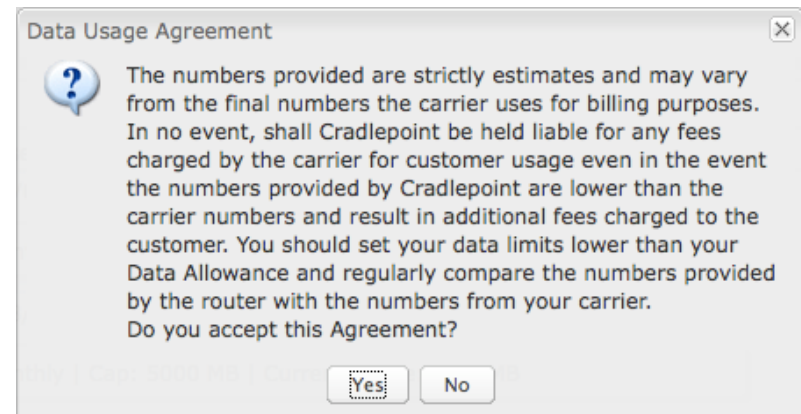 Data Usage Agreement
The numbers provided are strictly estimates and may vary
from the final numbers the carrier uses for billing purposes.
In no event, shall Cradlepoint be held liable for any fees
charged by the carrier for customer usage even in the event
the numbers provided by Cradlepoint are lower than the
carrier numbers and result in additional fees charged to the
customer. You should set your data limits lower than your
Data Allowance and regularly compare the numbers provided
by the router with the numbers from your carrier.
Do you accept this Agreement?
Yes No